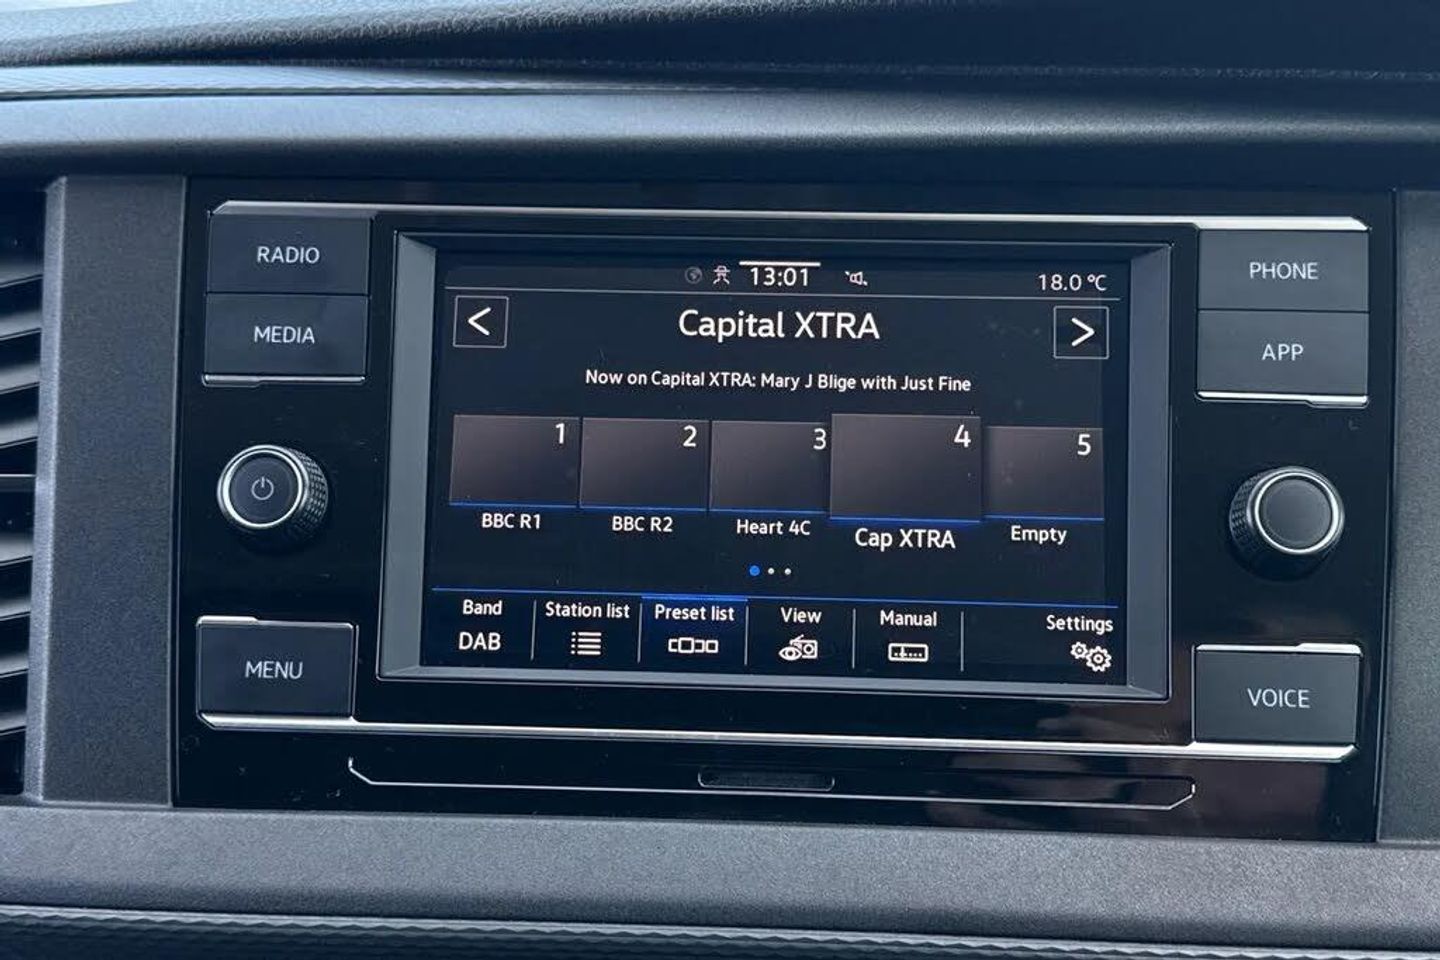 RADIO
MEDIA
MENU
PHONE
APP
VOICE
13:01
18.0 °C
<
Capital XTRA
>
Now on Capital XTRA: Mary J Blige with Just Fine
1
2
3
4
5
BBC R1
BBC R2
Heart 4C
Cap XTRA
Empty
Band
Station list
Preset list
View
Manual
Settings
DAB